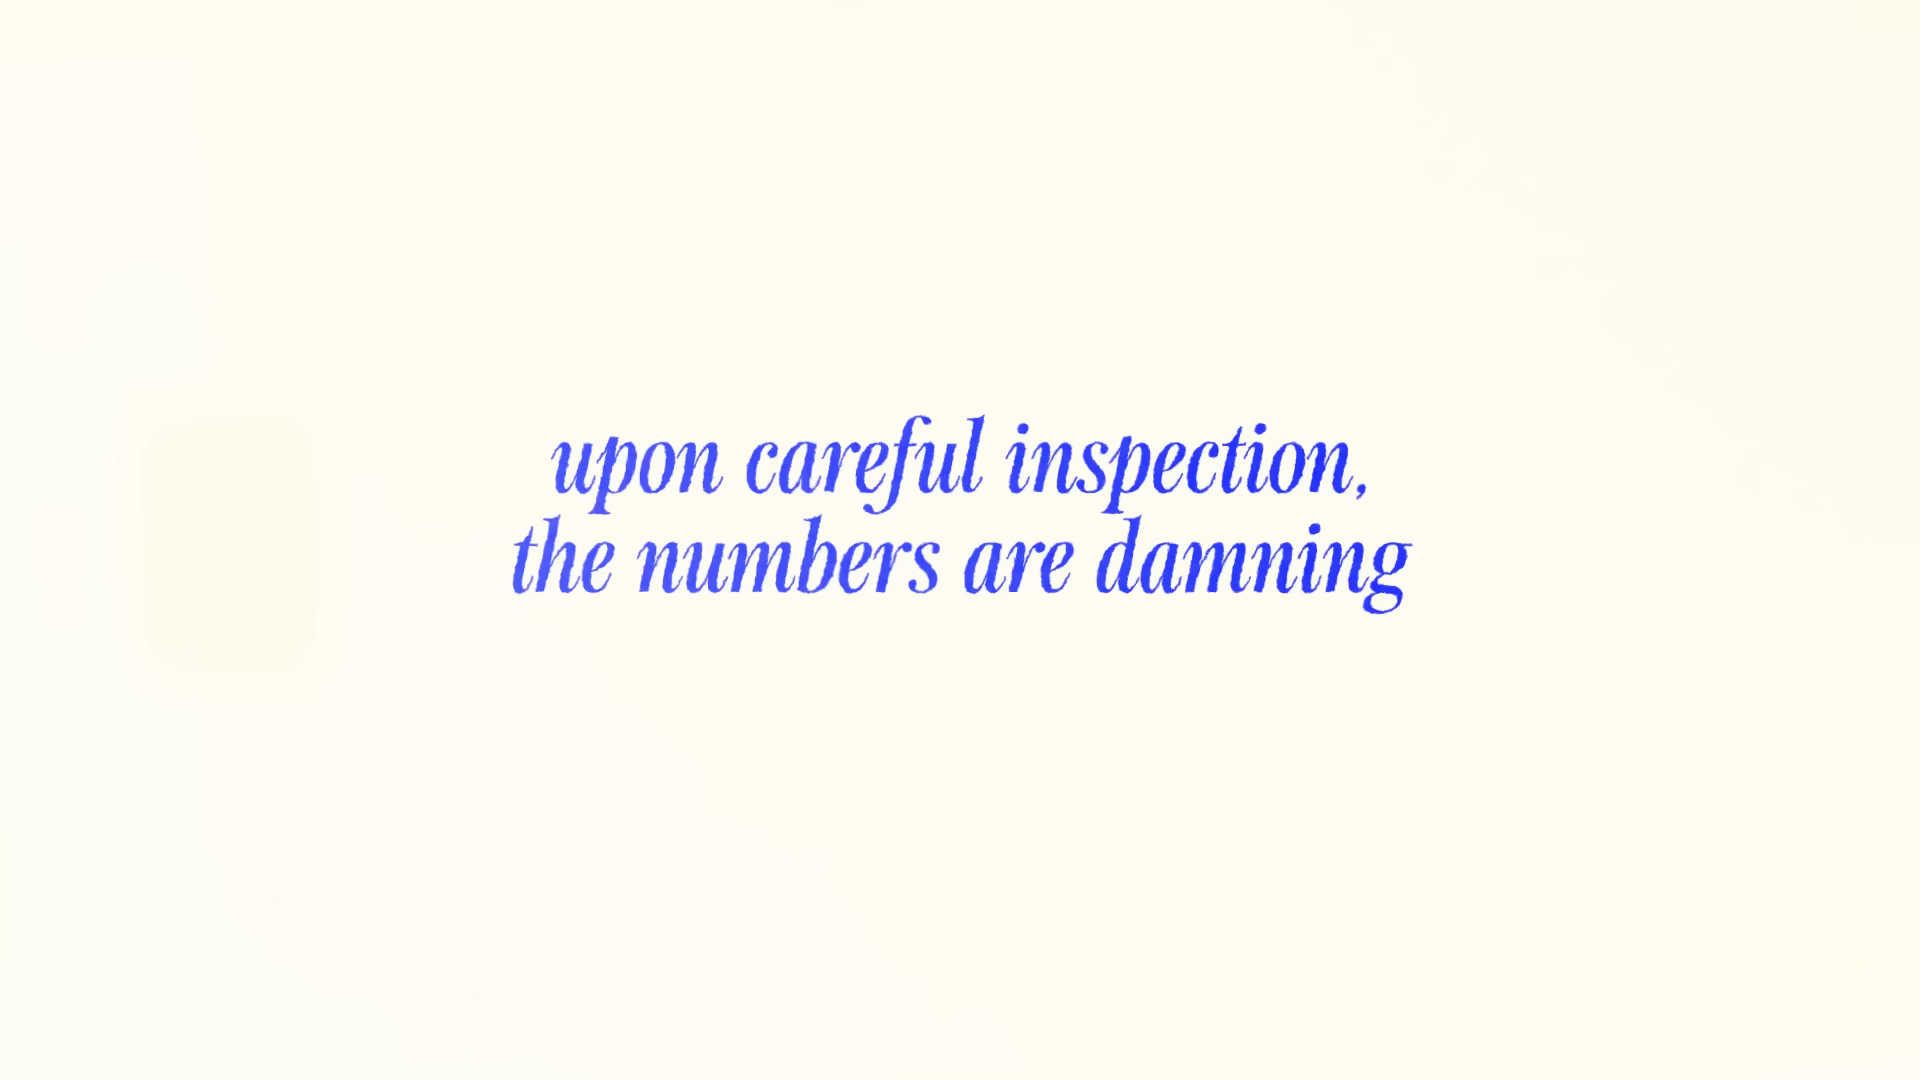 upon careful inspection,
the numbers are damning